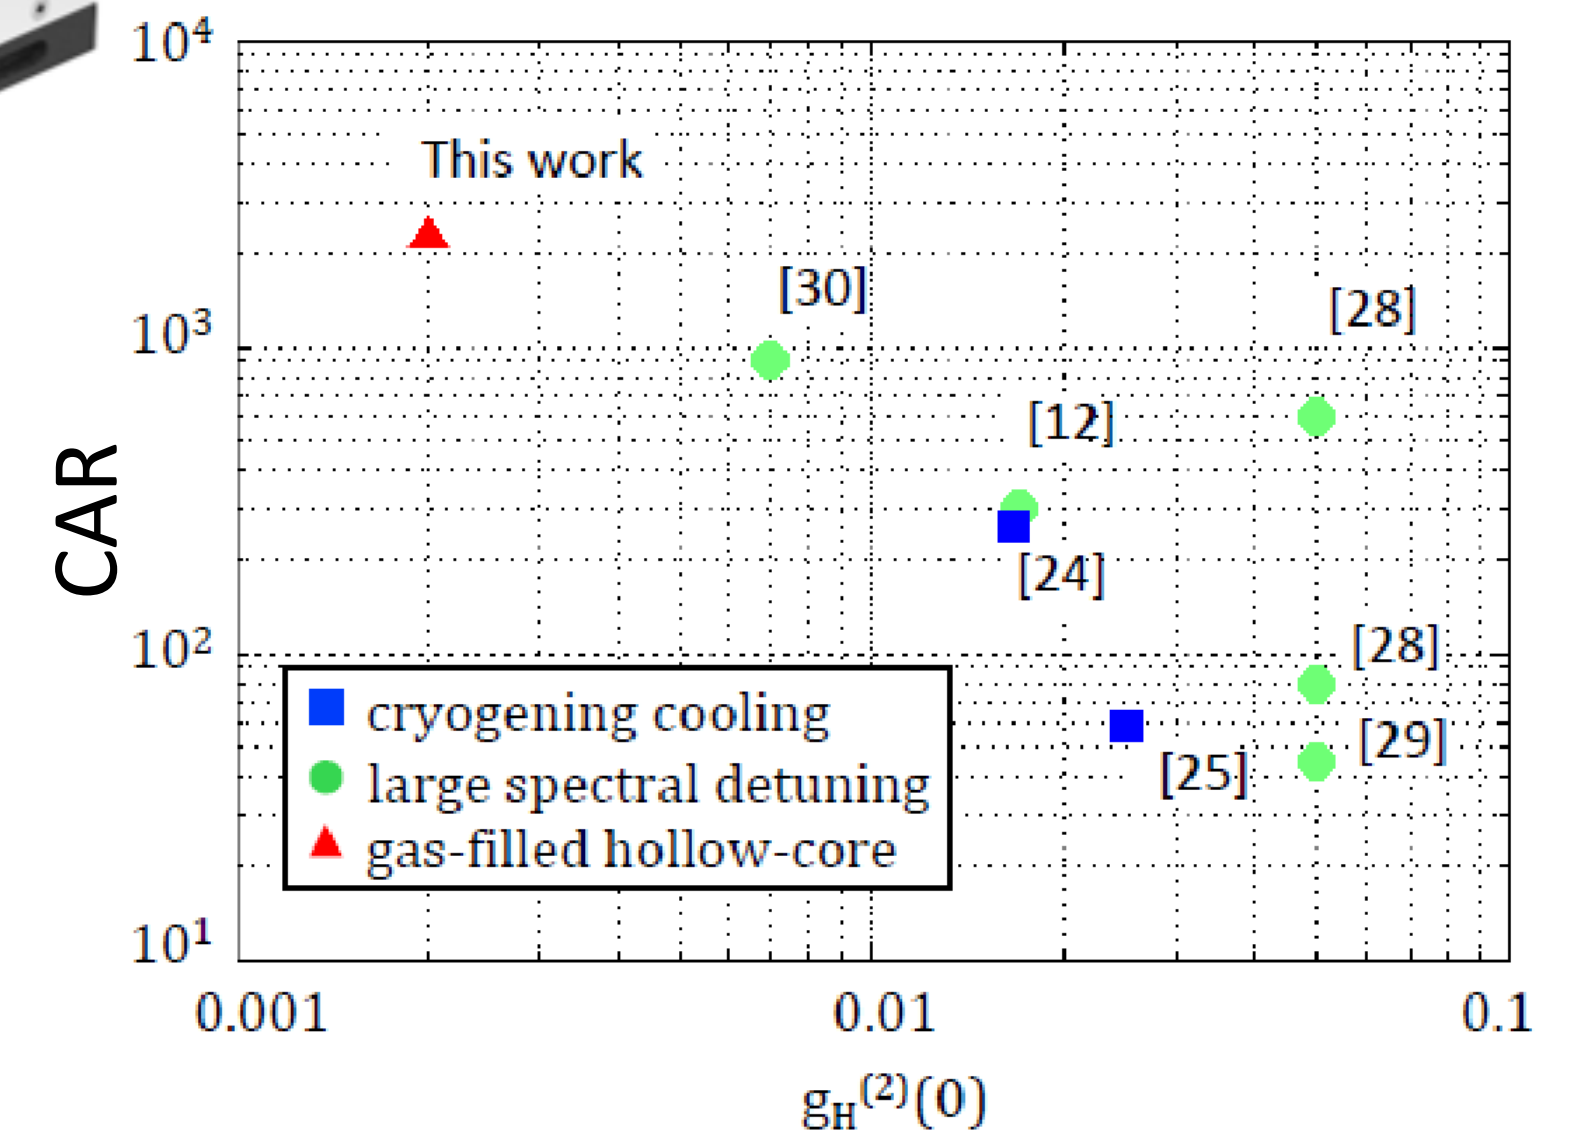 10⁴
This work
[30]
[28]
10³
[12]
CAR
[24]
10²
[28]
cryogening cooling
[29]
large spectral detuning
[25]
gas-filled hollow-core
10¹
0.001 0.01 0.1
gH⁽²⁾(0)